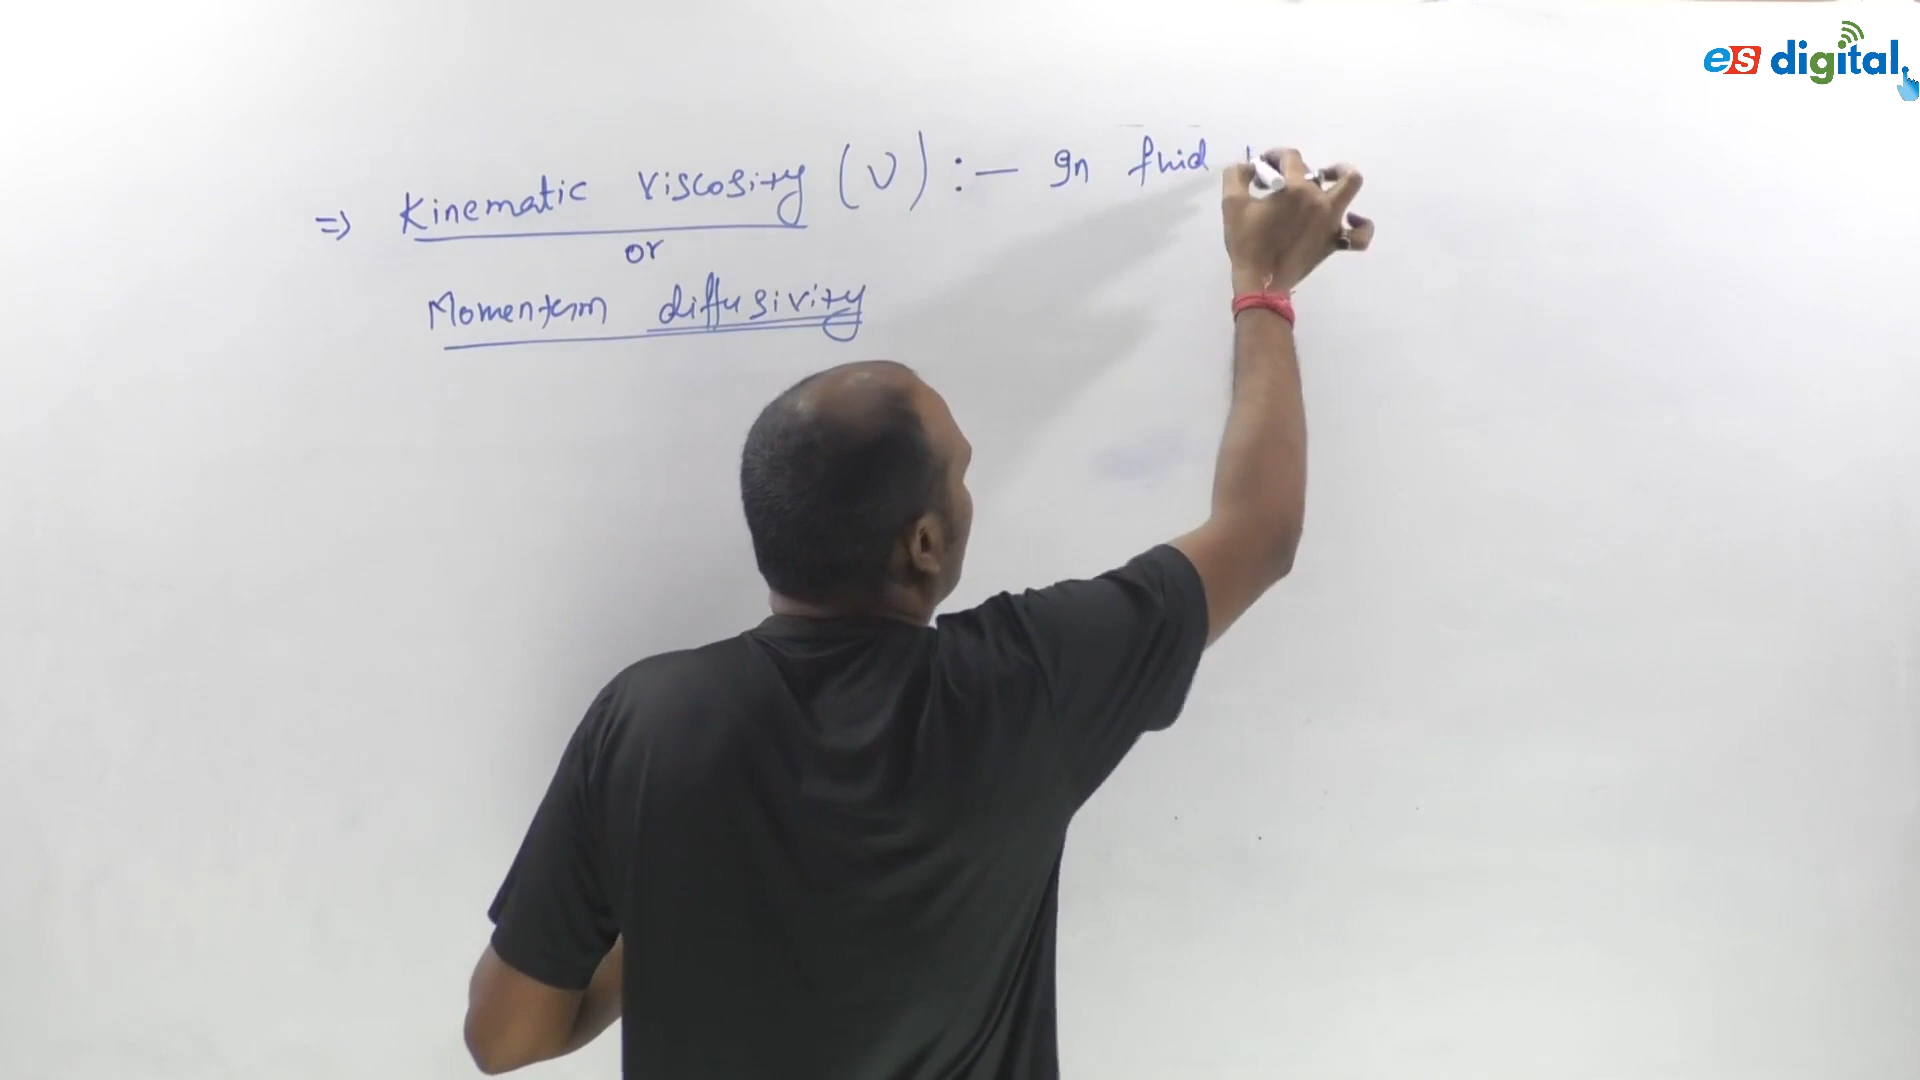 es digital.
⇒ Kinematic viscosity (ν) :- In fluid
or
Momentum diffusivity